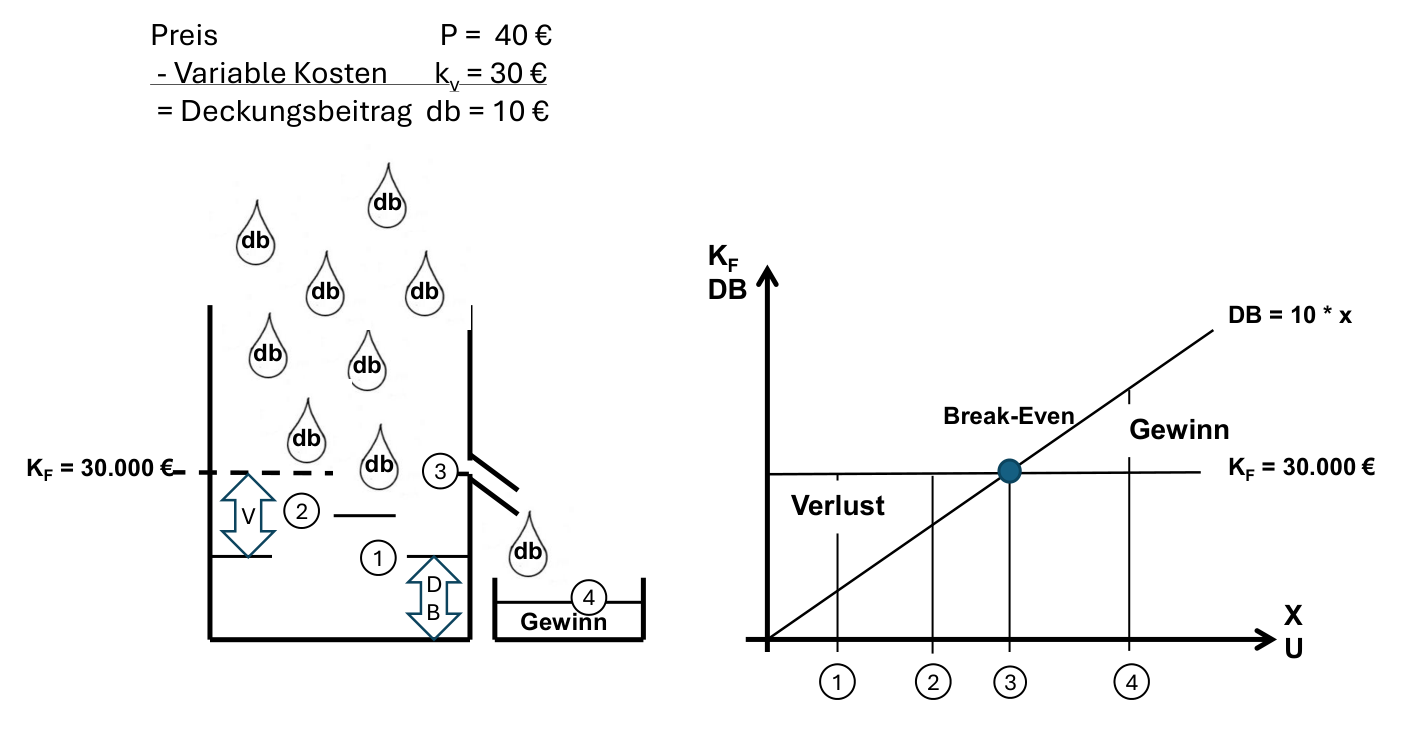 Preis P = 40 €
- Variable Kosten kv = 30 €
= Deckungsbeitrag db = 10 €
db
db
db
db
db
db
db
db
KF = 30.000 €
3
V
2
1
D
B
db
4
Gewinn
KF
DB
DB = 10 * x
Break-Even
Gewinn
KF = 30.000 €
Verlust
X
U
1
2
3
4